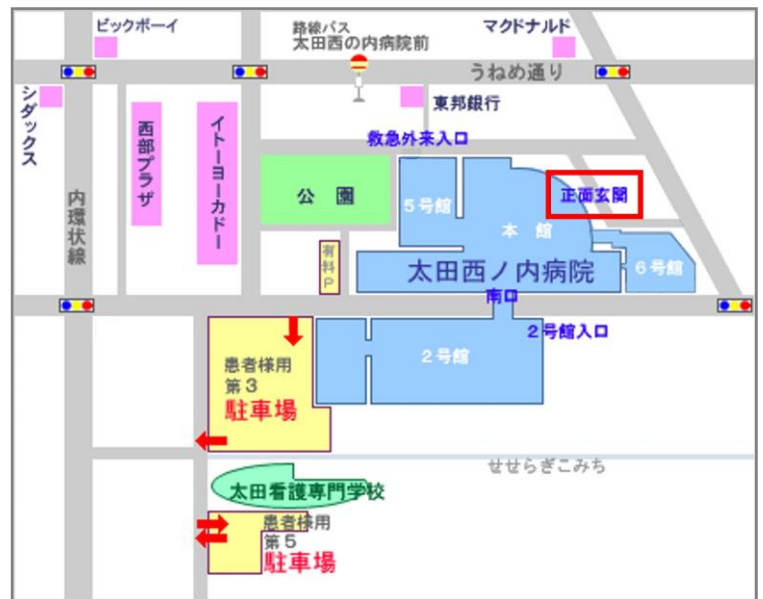 ビックボーイ
路線バス
太田西の内病院前
マクドナルド
うねめ通り
シダックス
東邦銀行
西部プラザ
イトーヨーカドー
救急外来入口
内環状線
公園
5号館
正面玄関
本館
有料P
太田西ノ内病院
6号館
南口
2号館入口
2号館
患者様用
第3
駐車場
せせらぎこみち
太田看護専門学校
患者様用
第5
駐車場